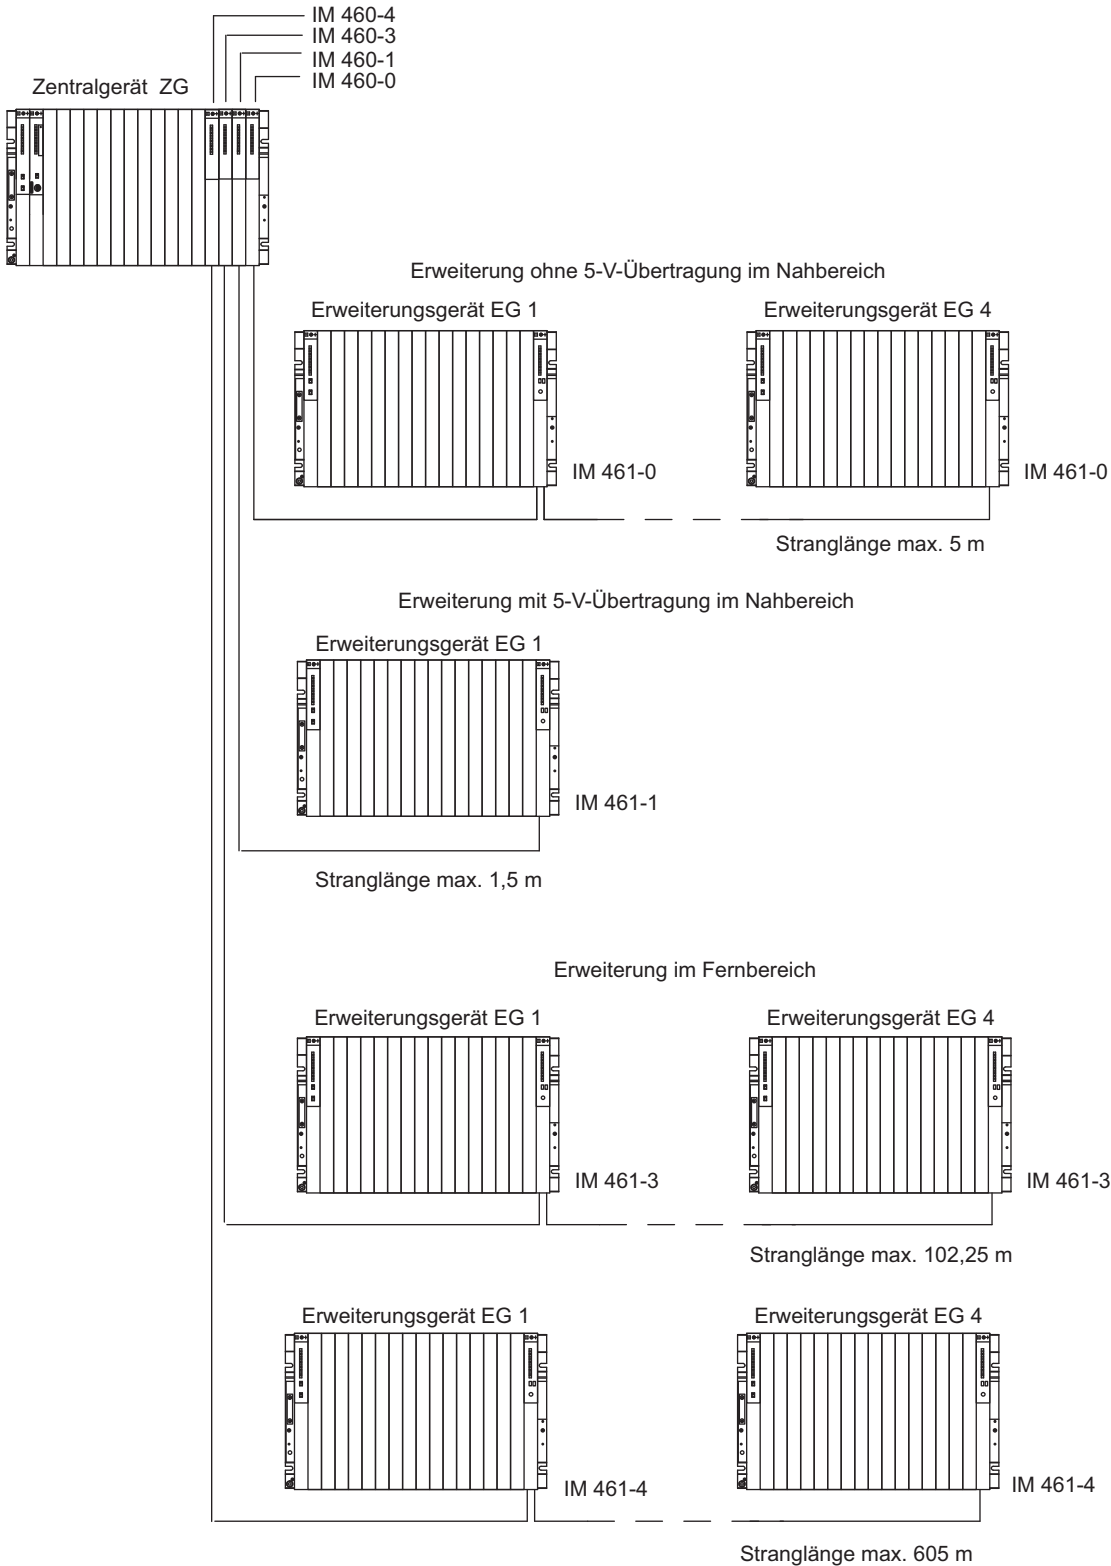 IM 460-4
IM 460-3
IM 460-1
IM 460-0
Zentralgerät ZG
Erweiterung ohne 5-V-Übertragung im Nahbereich
Erweiterungsgerät EG 1
Erweiterungsgerät EG 4
IM 461-0
IM 461-0
Stranglänge max. 5 m
Erweiterung mit 5-V-Übertragung im Nahbereich
Erweiterungsgerät EG 1
IM 461-1
Stranglänge max. 1,5 m
Erweiterung im Fernbereich
Erweiterungsgerät EG 1
Erweiterungsgerät EG 4
IM 461-3
IM 461-3
Stranglänge max. 102,25 m
Erweiterungsgerät EG 1
Erweiterungsgerät EG 4
IM 461-4
IM 461-4
Stranglänge max. 605 m